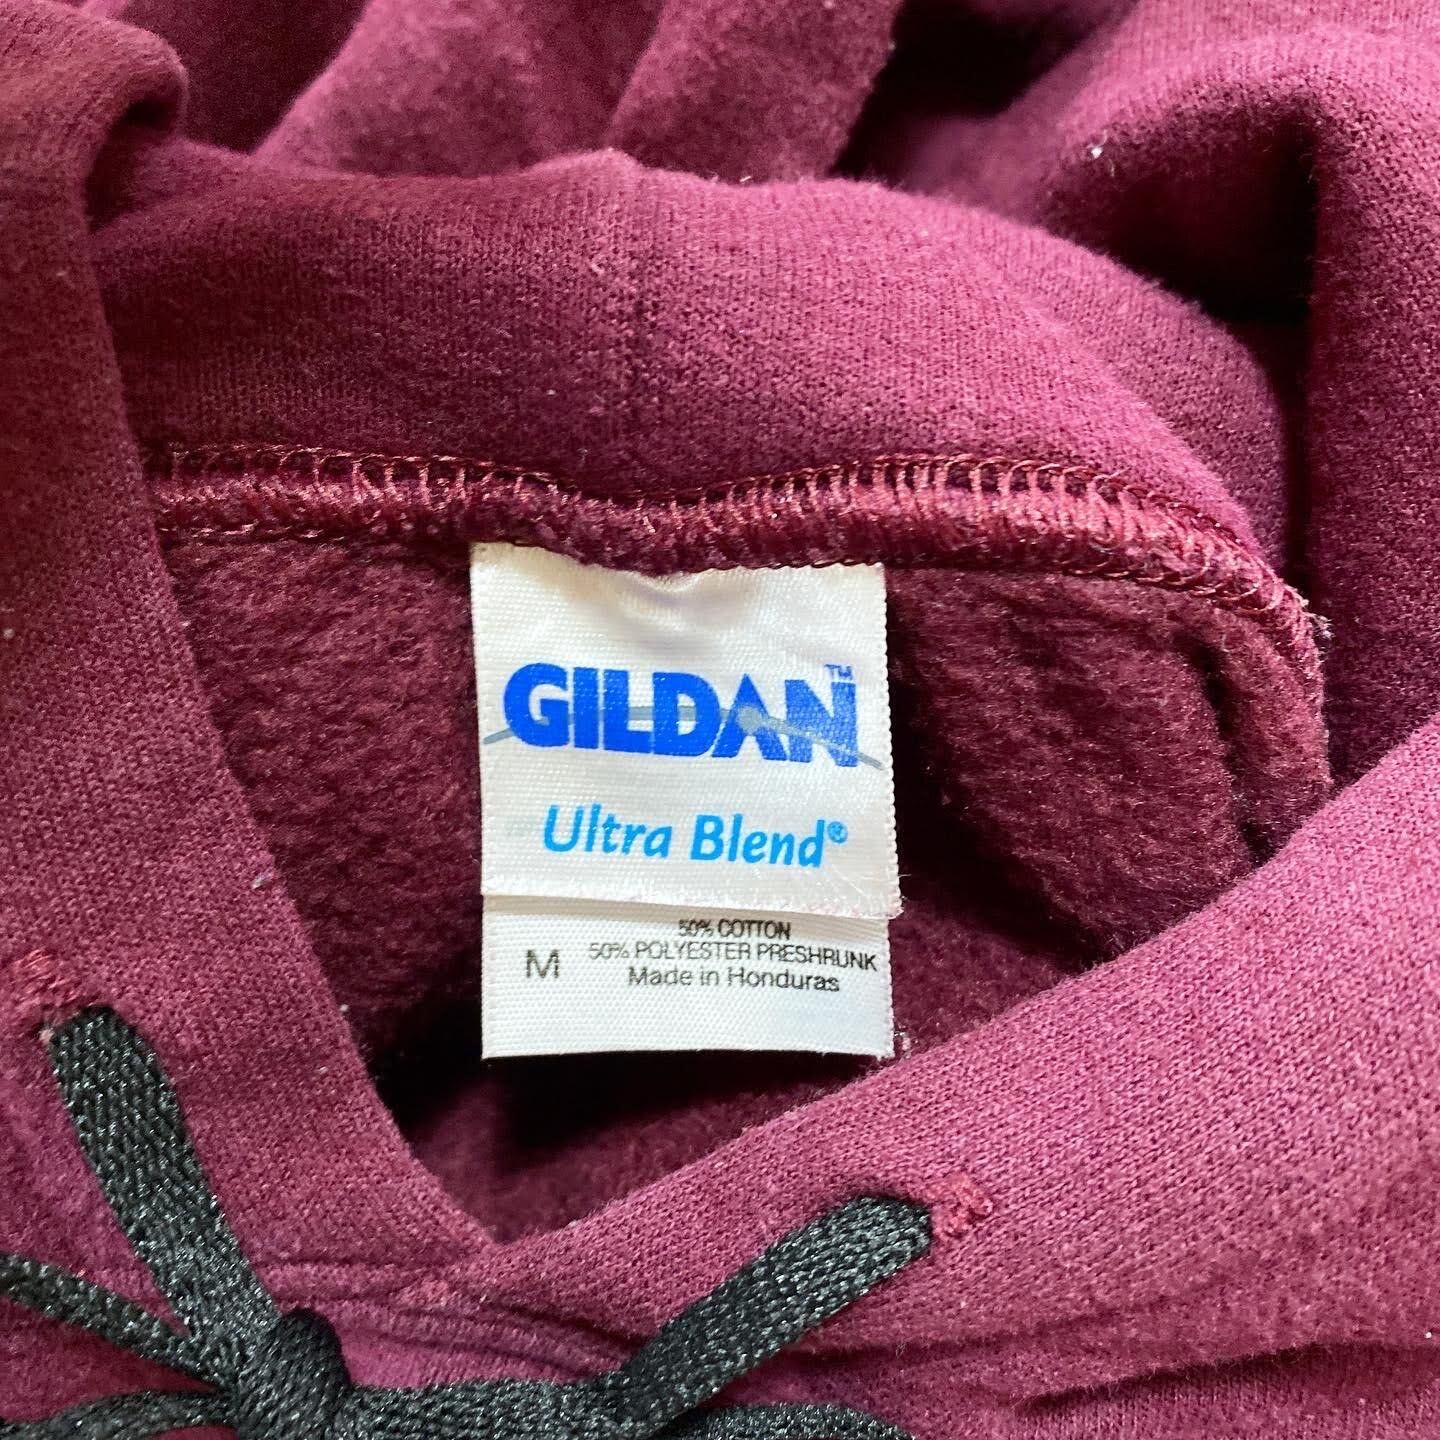 GILDAN™
Ultra Blend®
50% COTTON
50% POLYESTER PRESHRUNK
M
Made in Honduras